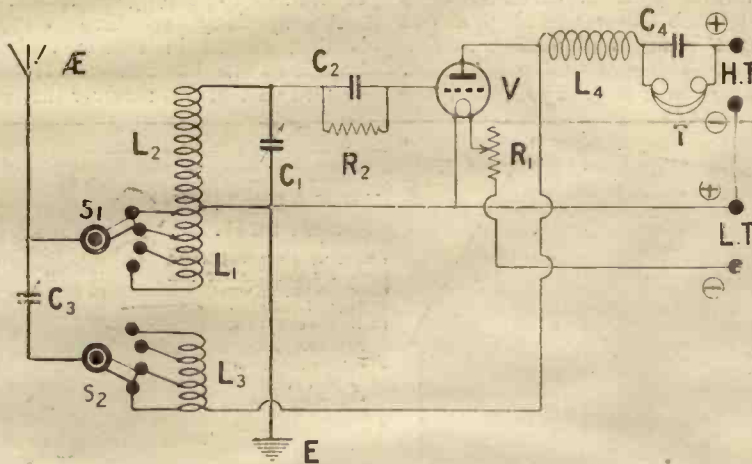 Æ
C₄
⊕
H.T
L₄
T
⊖
C₂
V
L₂
C₁
R₂
R₁
⊕
L.T
⊖
S₁
L₁
C₃
L₃
S₂
E